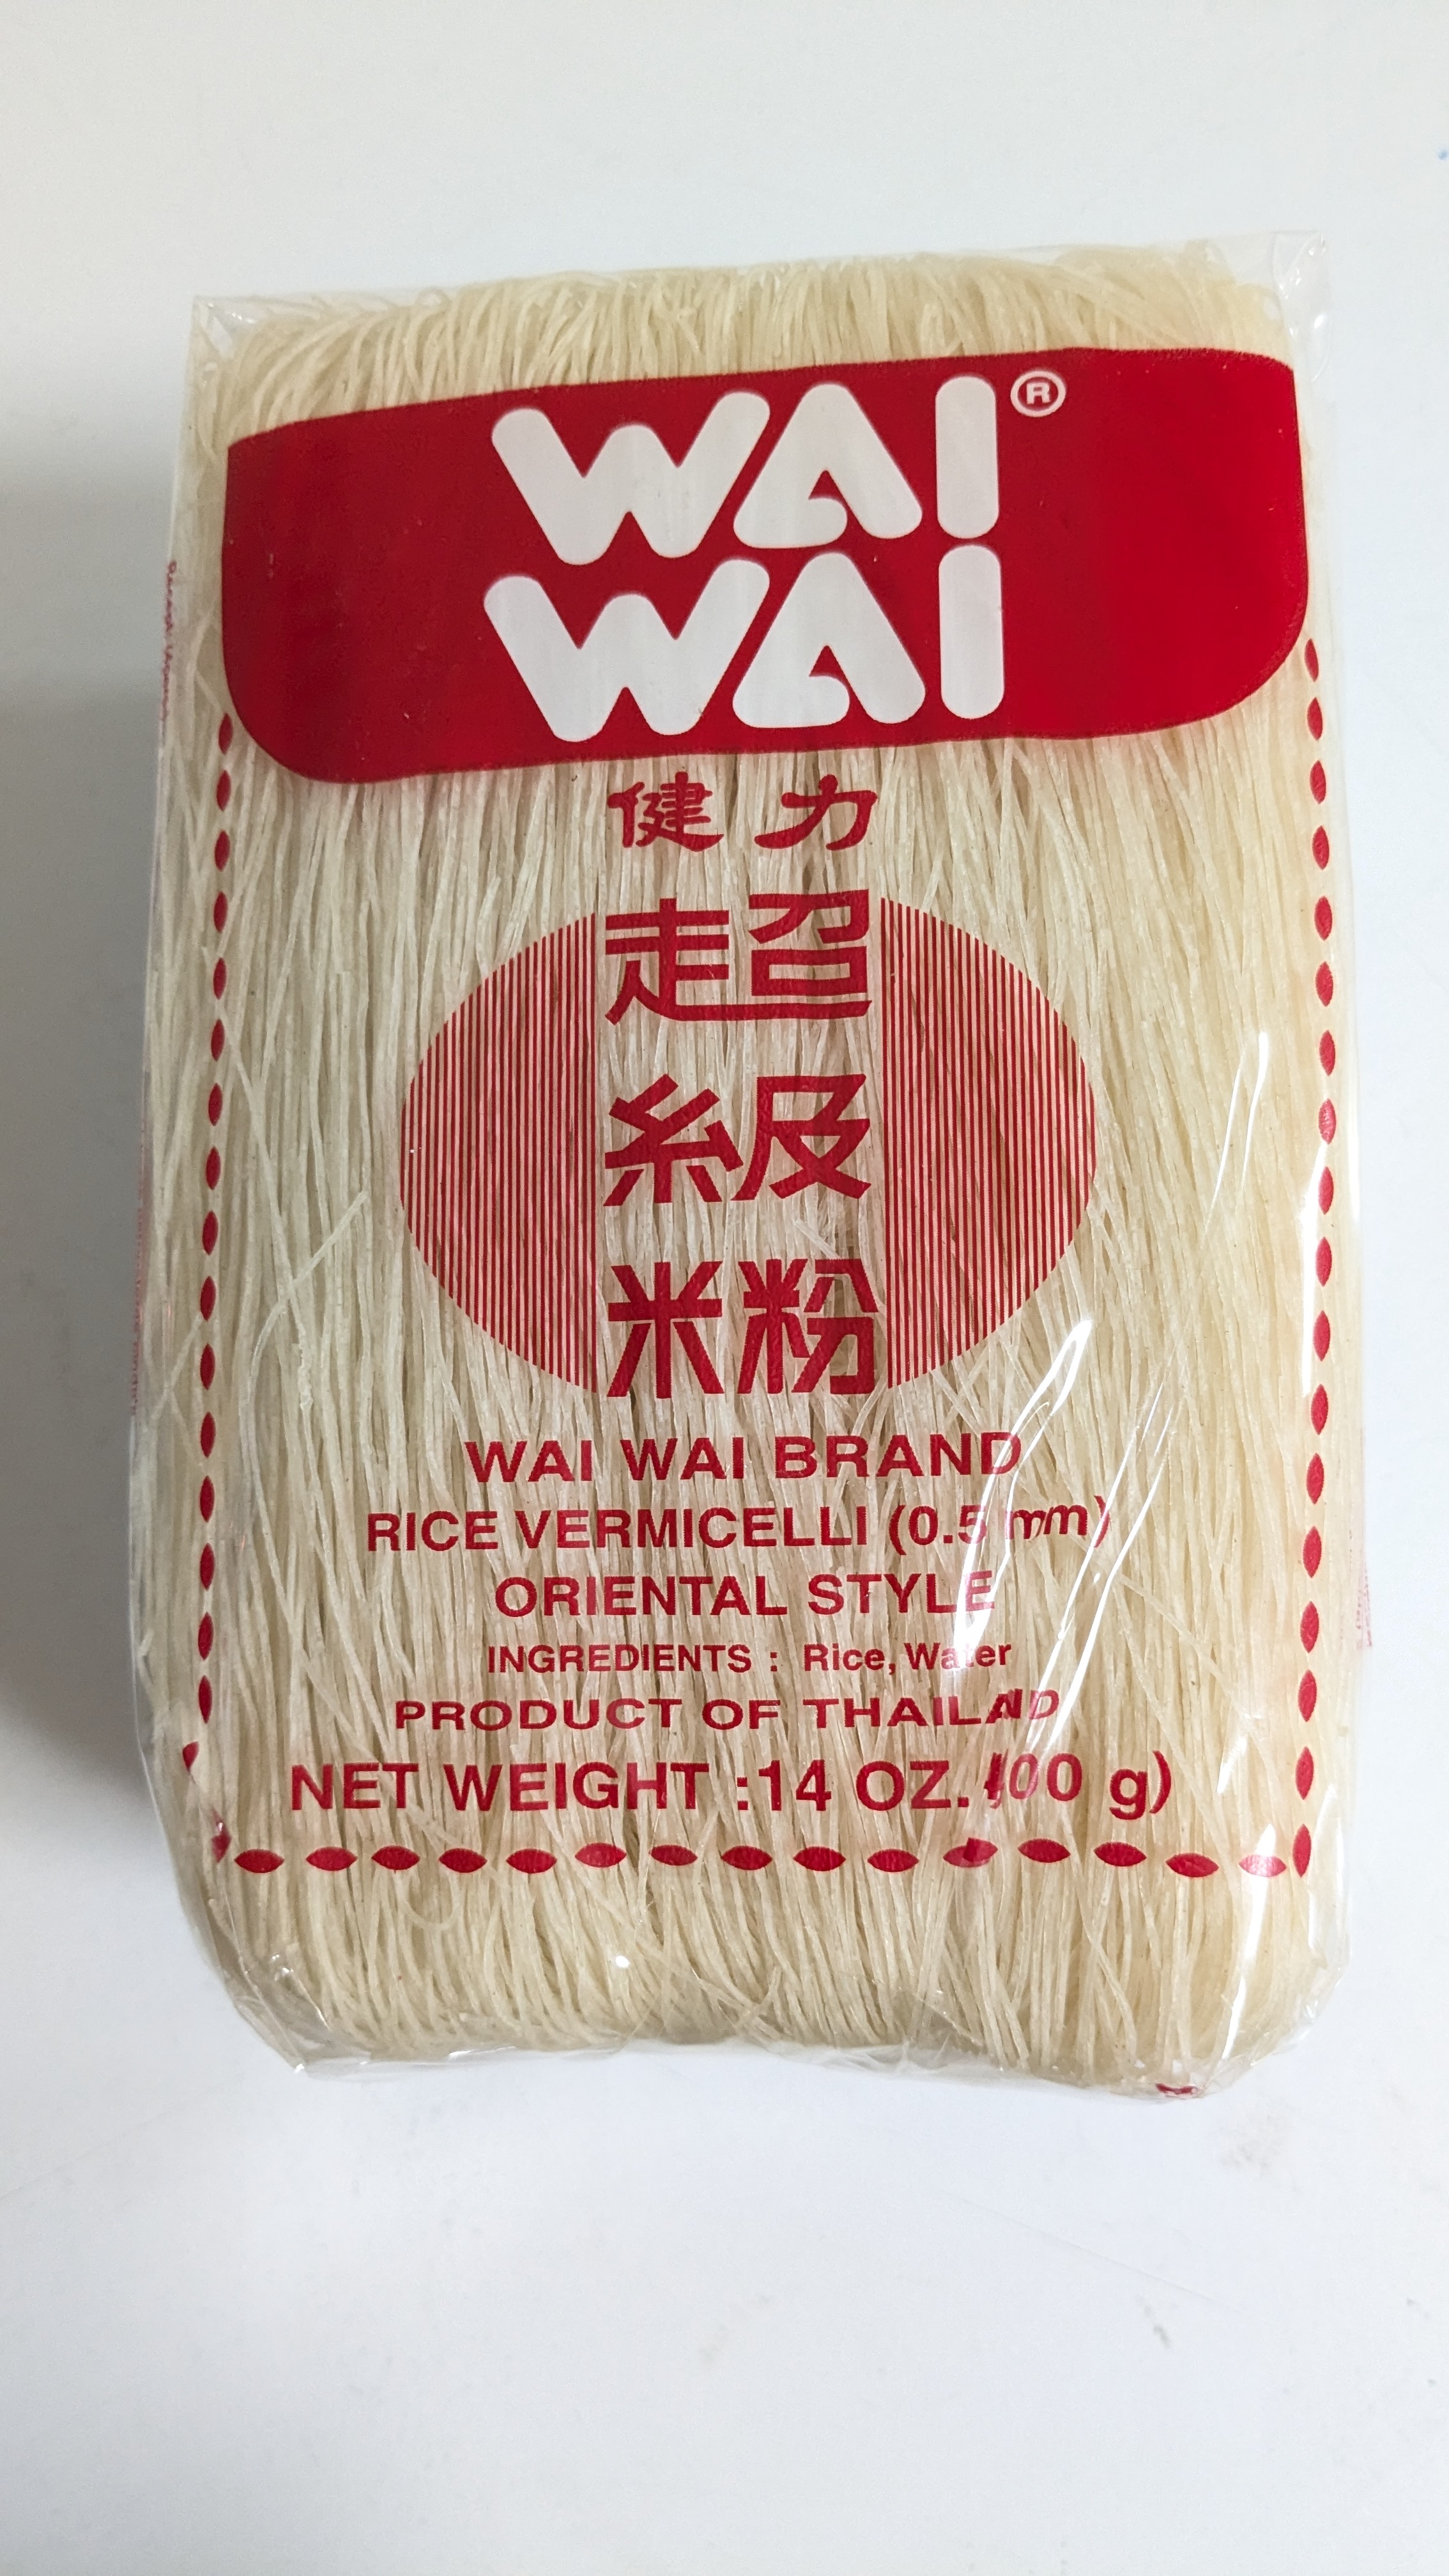 WAI®
WAI
健力
超
級
米粉
WAI WAI BRAND
RICE VERMICELLI (0.5 mm)
ORIENTAL STYLE
INGREDIENTS : Rice, Water
PRODUCT OF THAILAND
NET WEIGHT :14 OZ. 400 g)